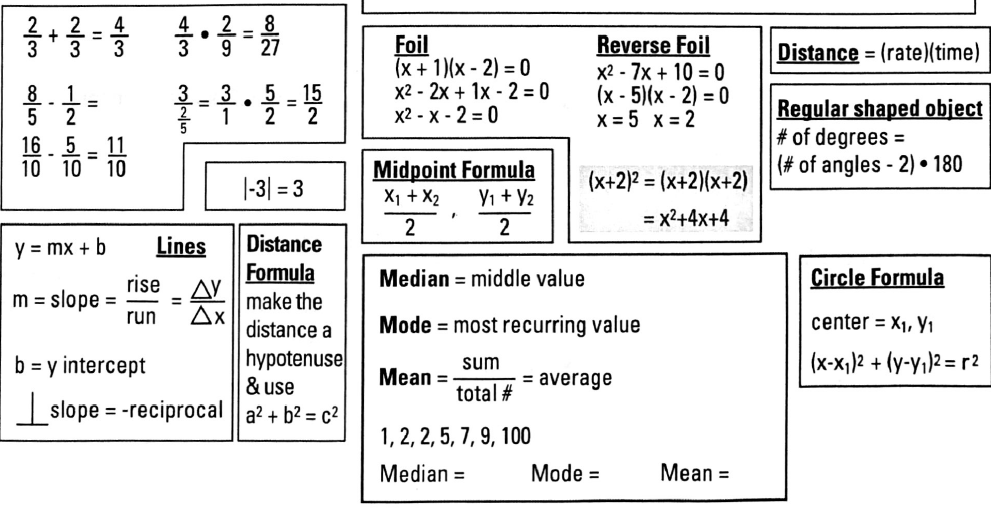 2/3 + 2/3 = 4/3    4/3 • 2/9 = 8/27
8/5 - 1/2 =    3/(2/5) = 3/1 • 5/2 = 15/2
16/10 - 5/10 = 11/10
|-3| = 3
Foil
(x + 1)(x - 2) = 0
x² - 2x + 1x - 2 = 0
x² - x - 2 = 0
Reverse Foil
x² - 7x + 10 = 0
(x - 5)(x - 2) = 0
x = 5  x = 2
(x+2)² = (x+2)(x+2)
= x²+4x+4
Distance = (rate)(time)
Regular shaped object
# of degrees =
(# of angles - 2) • 180
Midpoint Formula
(x₁ + x₂)/2 , (y₁ + y₂)/2
y = mx + b    Lines
m = slope = rise/run = △y/△x
b = y intercept
⊥ slope = -reciprocal
Distance
Formula
make the
distance a
hypotenuse
& use
a² + b² = c²
Median = middle value
Mode = most recurring value
Mean = sum/total # = average
1, 2, 2, 5, 7, 9, 100
Median =    Mode =    Mean =
Circle Formula
center = x₁, y₁
(x-x₁)² + (y-y₁)² = r²